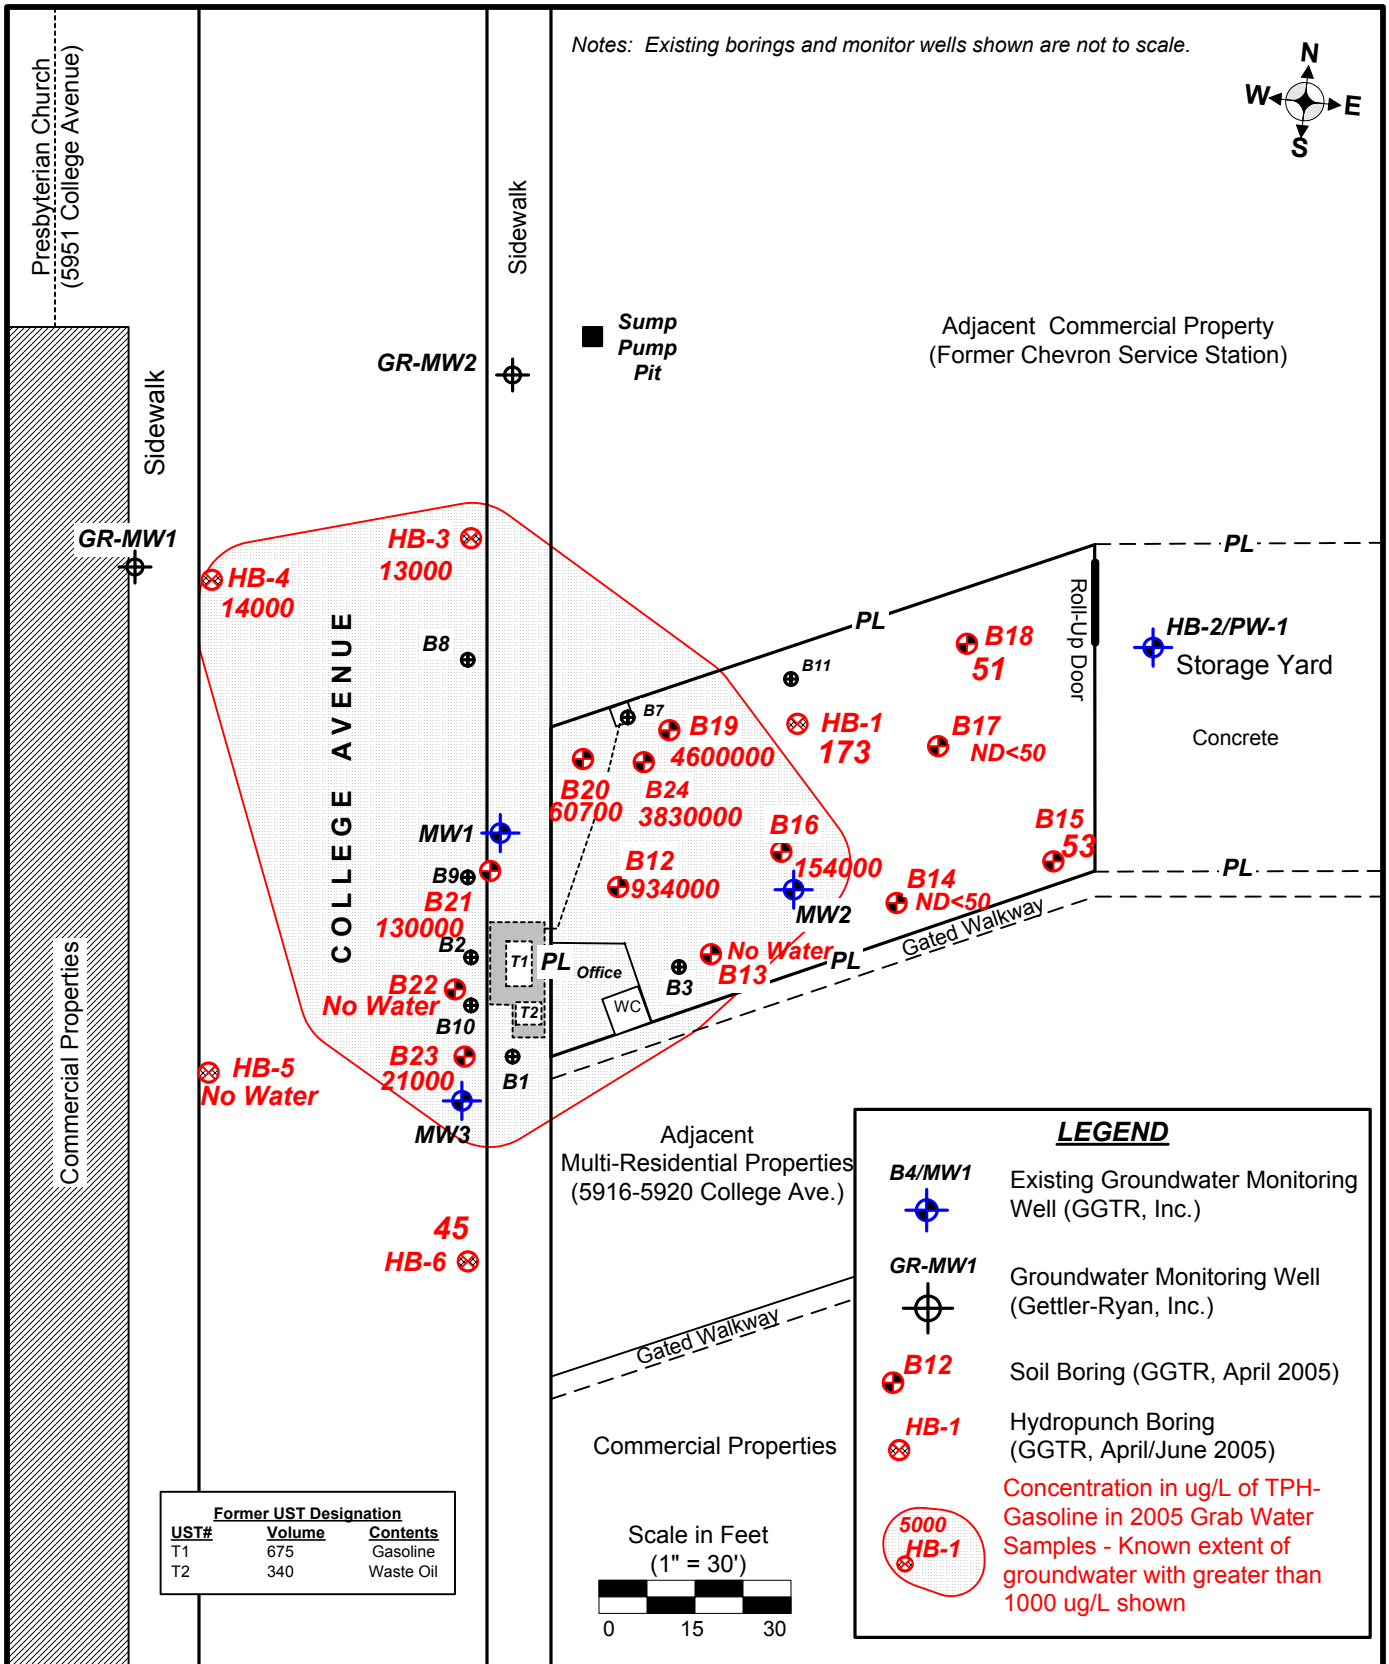 Notes: Existing borings and monitor wells shown are not to scale.
N
W
E
S
Presbyterian Church
(5951 College Avenue)
Sidewalk
Sidewalk
Sump
Pump
Pit
Adjacent Commercial Property
(Former Chevron Service Station)
GR-MW2
GR-MW1
HB-3
13000
HB-4
14000
COLLEGE AVENUE
B8
PL
PL
Roll-Up Door
HB-2/PW-1
Storage Yard
Concrete
B18
51
B11
HB-1
173
B17
ND<50
B7
B19
4600000
B20
60700
B24
3830000
MW1
B16
154000
B15
53
PL
B9
B21
130000
B12
934000
MW2
B14
ND<50
Gated Walkway
B2
T1
PL
Office
No Water
B13
PL
B3
B22
No Water
B10
T2
WC
B23
21000
B1
HB-5
No Water
MW3
Commercial Properties
Adjacent
Multi-Residential Properties
(5916-5920 College Ave.)
45
HB-6
Gated Walkway
Commercial Properties
LEGEND
B4/MW1
Existing Groundwater Monitoring
Well (GGTR, Inc.)
GR-MW1
Groundwater Monitoring Well
(Gettler-Ryan, Inc.)
B12
Soil Boring (GGTR, April 2005)
HB-1
Hydropunch Boring
(GGTR, April/June 2005)
5000
HB-1
Concentration in ug/L of TPH-
Gasoline in 2005 Grab Water
Samples - Known extent of
groundwater with greater than
1000 ug/L shown
Former UST Designation
UST# Volume Contents
T1 675 Gasoline
T2 340 Waste Oil
Scale in Feet
(1" = 30')
0 15 30